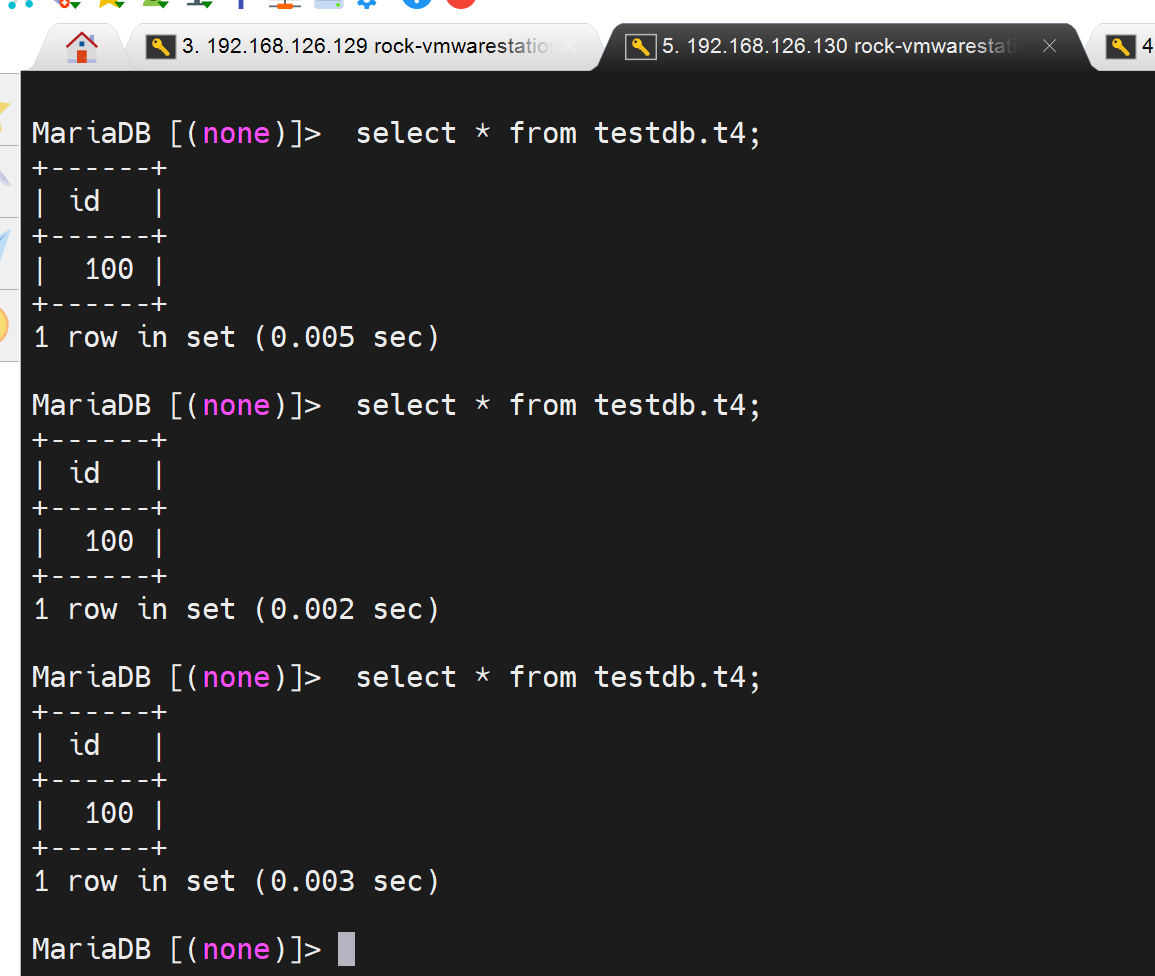 3. 192.168.126.129 rock-vmwarestatio
5. 192.168.126.130 rock-vmwarestat
4
MariaDB [(none)]>  select * from testdb.t4;
+------+
| id   |
+------+
|  100 |
+------+
1 row in set (0.005 sec)
MariaDB [(none)]>  select * from testdb.t4;
+------+
| id   |
+------+
|  100 |
+------+
1 row in set (0.002 sec)
MariaDB [(none)]>  select * from testdb.t4;
+------+
| id   |
+------+
|  100 |
+------+
1 row in set (0.003 sec)
MariaDB [(none)]>